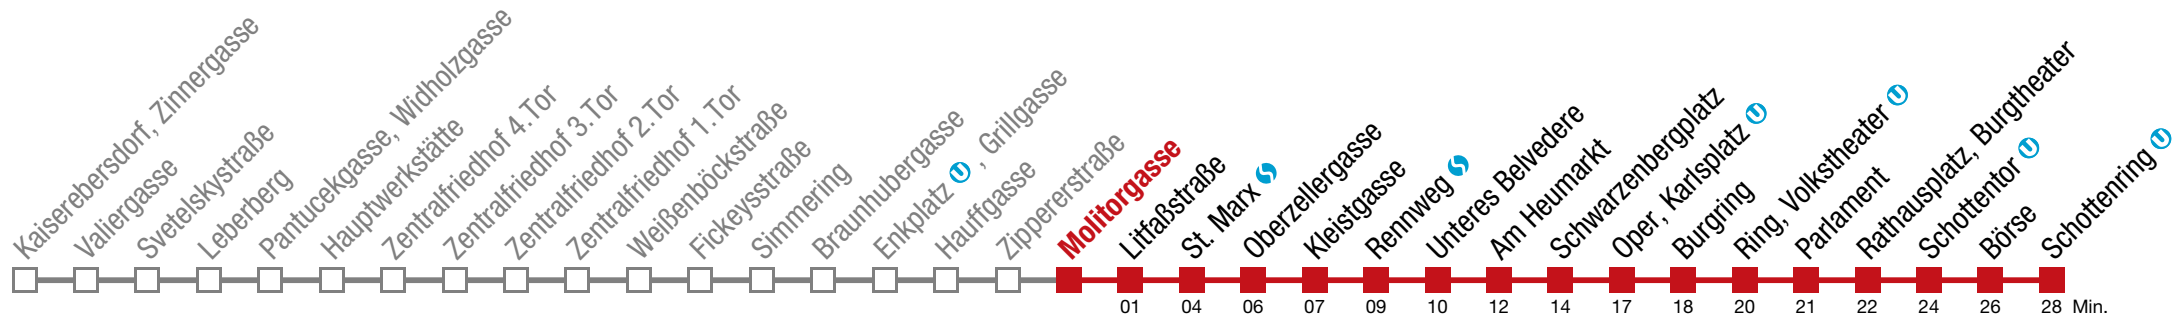 Kaiserebersdorf, Zinnergasse
Valiergasse
Svetelskystraße
Leberberg
Pantucekgasse, Widholzgasse
Hauptwerkstätte
Zentralfriedhof 4.Tor
Zentralfriedhof 3.Tor
Zentralfriedhof 2.Tor
Zentralfriedhof 1.Tor
Weißenböckstraße
Fickeysstraße
Simmering
Braunhubergasse
Enkplatz U , Grillgasse
Hauffgasse
Zippererstraße
Molitorgasse
Litfaßstraße
St. Marx S
Oberzellergasse
Kleistgasse
Rennweg S
Unteres Belvedere
Am Heumarkt
Schwarzenbergplatz
Oper, Karlsplatz U
Burgring
Ring, Volkstheater U
Parlament
Rathausplatz, Burgtheater
Schottentor U
Börse
Schottenring U
01 04 06 07 09 10 12 14 17 18 20 21 22 24 26 28 Min.